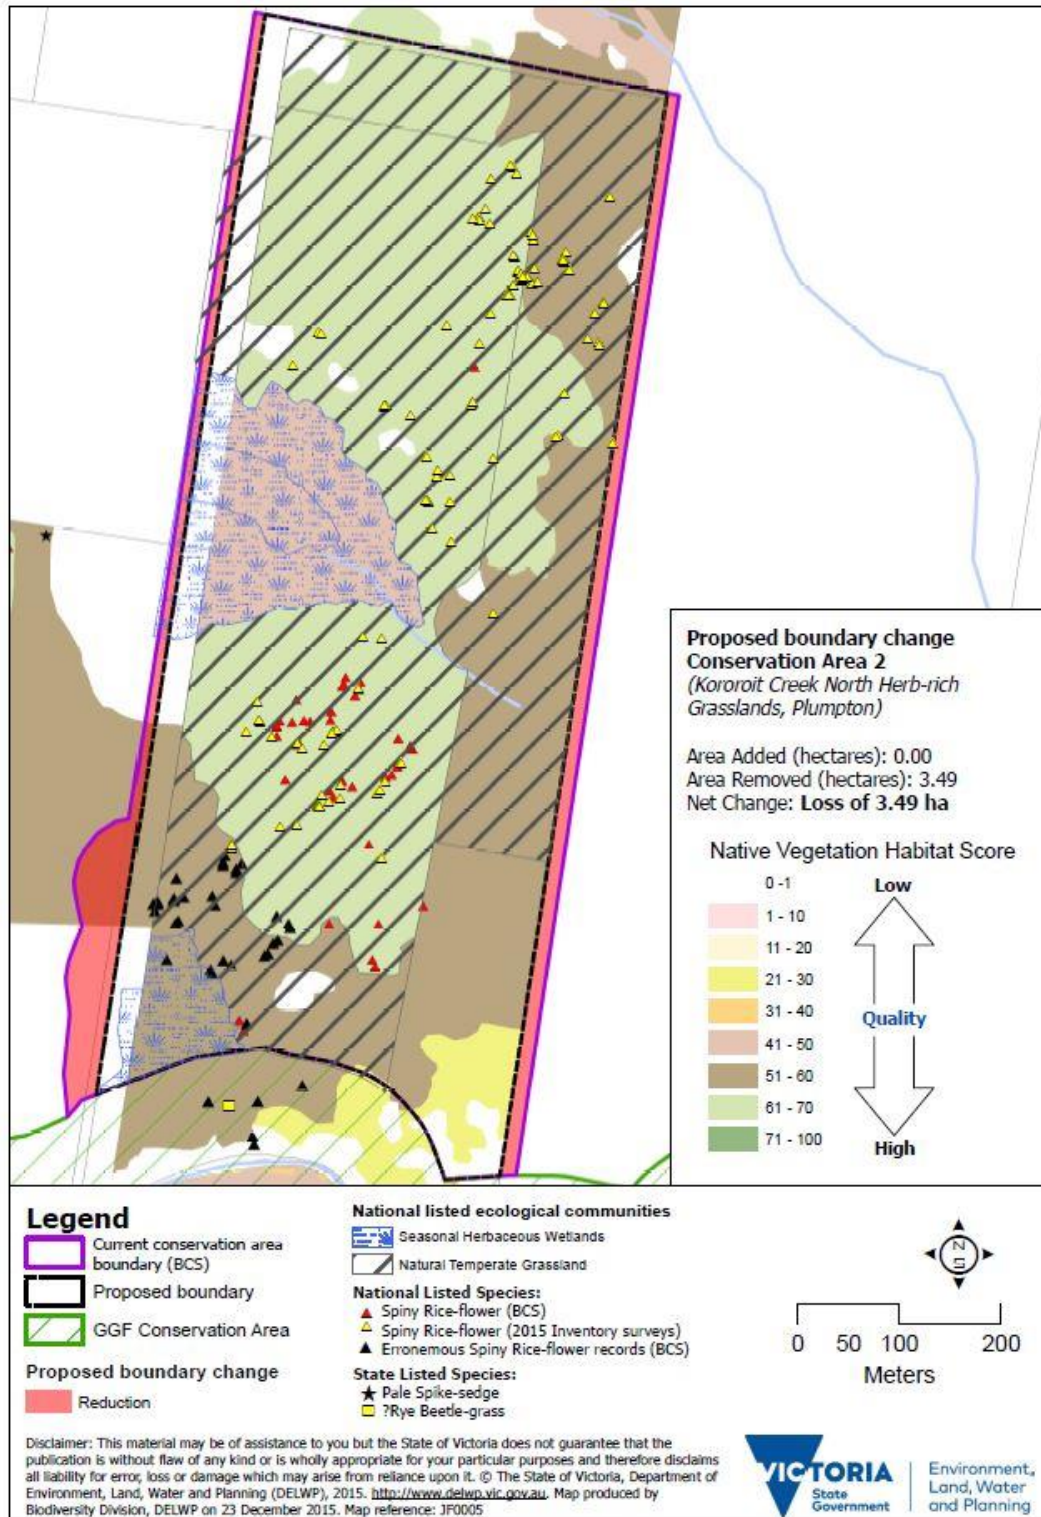 Proposed boundary change
Conservation Area 2
(Kororoit Creek North Herb-rich
Grasslands, Plumpton)
Area Added (hectares): 0.00
Area Removed (hectares): 3.49
Net Change: Loss of 3.49 ha
Native Vegetation Habitat Score
0 -1
1 - 10
11 - 20
21 - 30
31 - 40
41 - 50
51 - 60
61 - 70
71 - 100
Low
Quality
High
Legend
Current conservation area
boundary (BCS)
Proposed boundary
GGF Conservation Area
Proposed boundary change
Reduction
National listed ecological communities
Seasonal Herbaceous Wetlands
Natural Temperate Grassland
National Listed Species:
Spiny Rice-flower (BCS)
Spiny Rice-flower (2015 Inventory surveys)
Erronemous Spiny Rice-flower records (BCS)
State Listed Species:
Pale Spike-sedge
?Rye Beetle-grass
N
0 50 100 200
Meters
Disclaimer: This material may be of assistance to you but the State of Victoria does not guarantee that the
publication is without flaw of any kind or is wholly appropriate for your particular purposes and therefore disclaims
all liability for error, loss or damage which may arise from reliance upon it. © The State of Victoria, Department of
Environment, Land, Water and Planning (DELWP), 2015. http://www.delwp.vic.gov.au. Map produced by
Biodiversity Division, DELWP on 23 December 2015. Map reference: JF0005
VICTORIA
State
Government
Environment,
Land, Water
and Planning